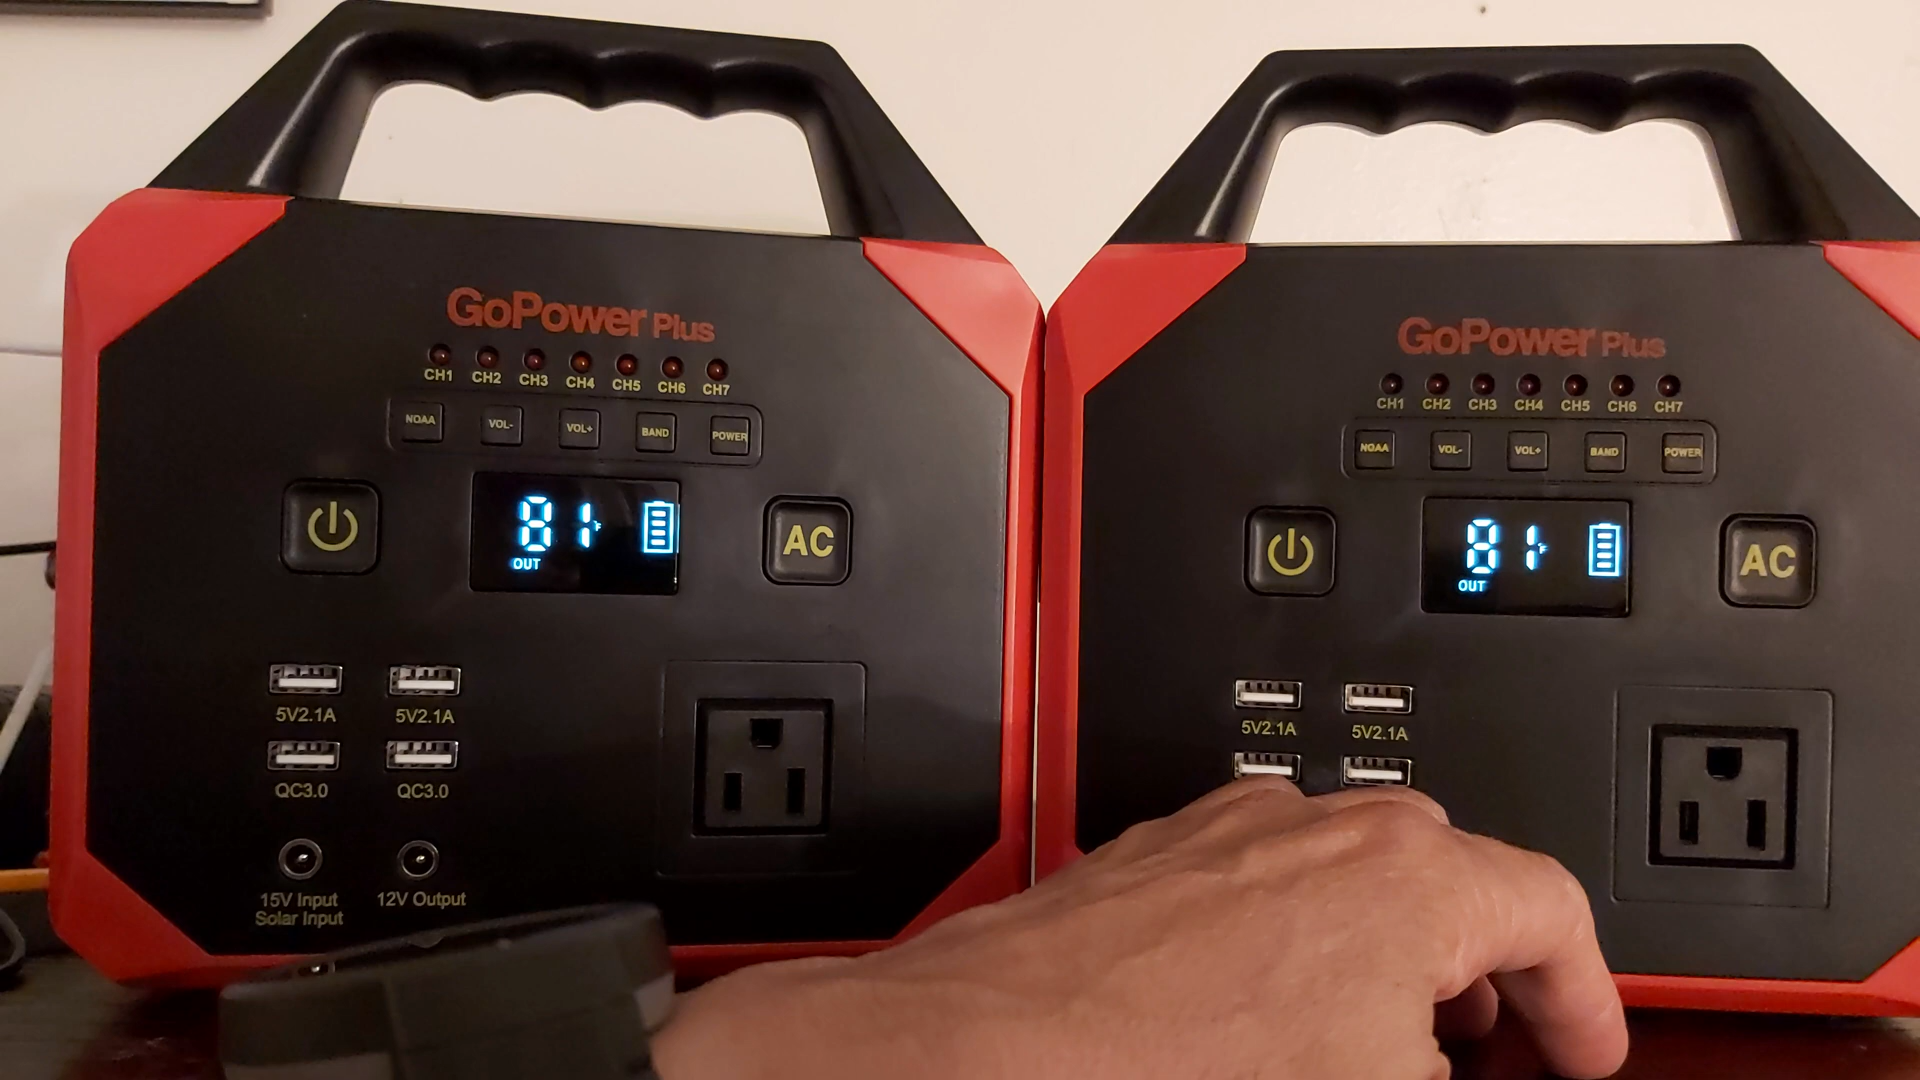 GoPower Plus
CH1 CH2 CH3 CH4 CH5 CH6 CH7
NOAA VOL- VOL+ BAND POWER
81°F
OUT
AC
5V2.1A 5V2.1A
QC3.0 QC3.0
15V Input 12V Output
Solar Input
GoPower Plus
CH1 CH2 CH3 CH4 CH5 CH6 CH7
NOAA VOL- VOL+ BAND POWER
81°F
OUT
AC
5V2.1A 5V2.1A